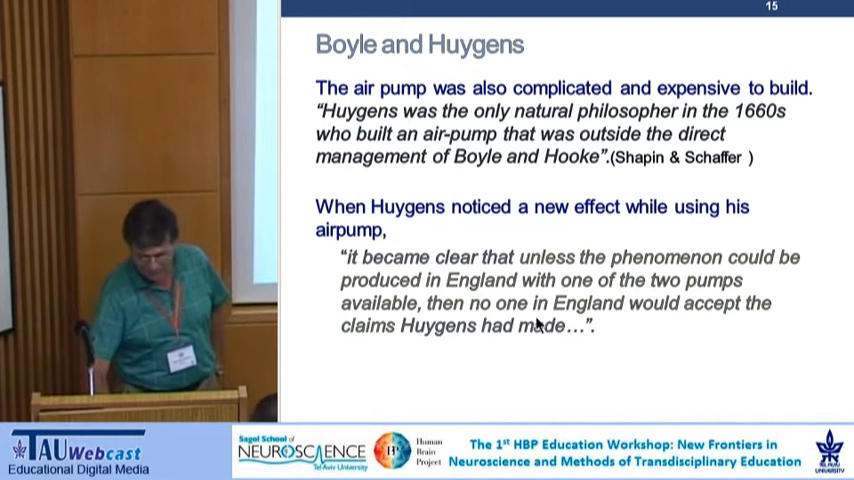 15
Boyle and Huygens
The air pump was also complicated and expensive to build.
“Huygens was the only natural philosopher in the 1660s
who built an air-pump that was outside the direct
management of Boyle and Hooke”.(Shapin & Schaffer )
When Huygens noticed a new effect while using his
airpump,
“it became clear that unless the phenomenon could be
produced in England with one of the two pumps
available, then no one in England would accept the
claims Huygens had made…”.
TAU Webcast
Educational Digital Media
Sagol School of
NEUROSCIENCE
Tel Aviv University
HBP
Human
Brain
Project
The 1st HBP Education Workshop: New Frontiers in
Neuroscience and Methods of Transdisciplinary Education
TEL AVIV
UNIVERSITY